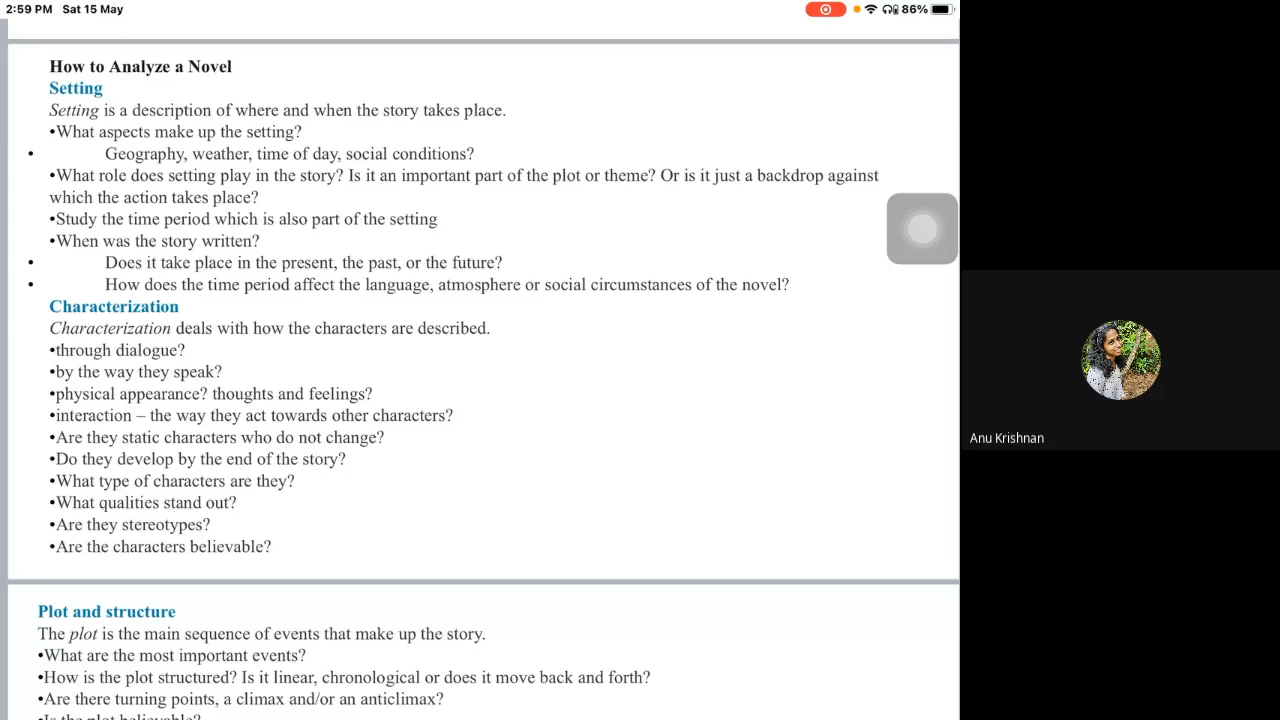 2:59 PM Sat 15 May
86%
How to Analyze a Novel
Setting
Setting is a description of where and when the story takes place.
•What aspects make up the setting?
• Geography, weather, time of day, social conditions?
•What role does setting play in the story? Is it an important part of the plot or theme? Or is it just a backdrop against
which the action takes place?
•Study the time period which is also part of the setting
•When was the story written?
• Does it take place in the present, the past, or the future?
• How does the time period affect the language, atmosphere or social circumstances of the novel?
Characterization
Characterization deals with how the characters are described.
•through dialogue?
•by the way they speak?
•physical appearance? thoughts and feelings?
•interaction – the way they act towards other characters?
•Are they static characters who do not change?
•Do they develop by the end of the story?
•What type of characters are they?
•What qualities stand out?
•Are they stereotypes?
•Are the characters believable?
Plot and structure
The plot is the main sequence of events that make up the story.
•What are the most important events?
•How is the plot structured? Is it linear, chronological or does it move back and forth?
•Are there turning points, a climax and/or an anticlimax?
•Is the plot believable?
Anu Krishnan